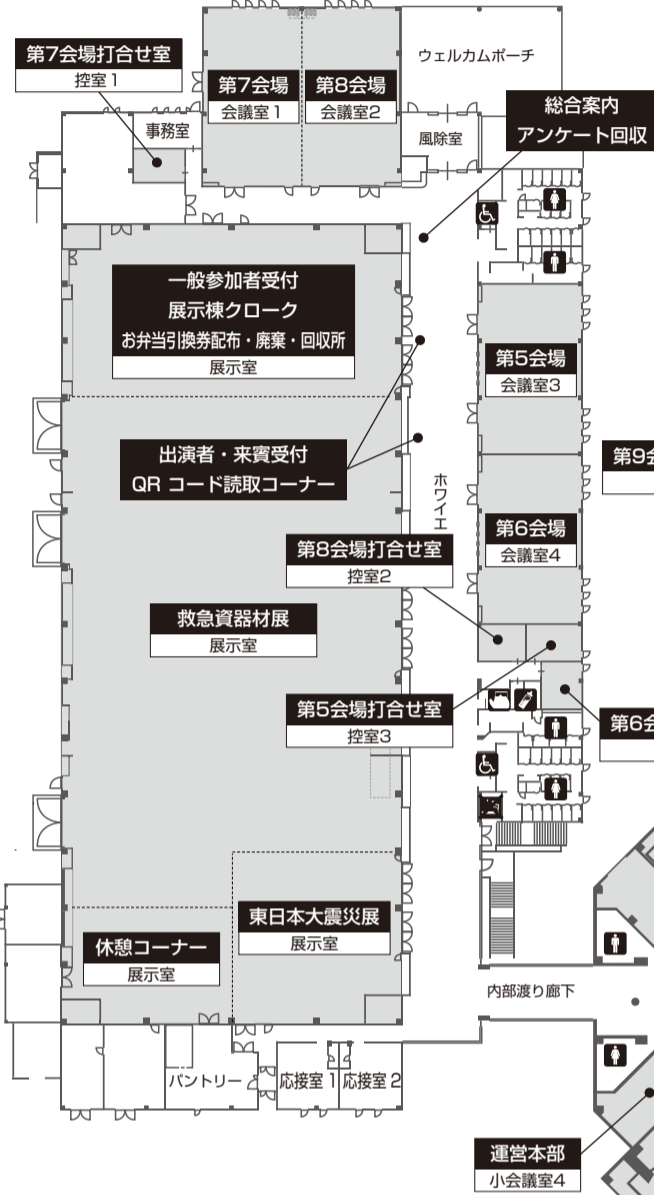 ウェルカムポーチ
第7会場打合せ室
控室1
第7会場
会議室1
第8会場
会議室2
総合案内
アンケート回収
事務室
風除室
一般参加者受付
展示棟クローク
お弁当引換券配布・廃棄・回収所
展示室
第5会場
会議室3
出演者・来賓受付
QR コード読取コーナー
第9会
ホワイエ
第6会場
会議室4
第8会場打合せ室
控室2
救急資器材展
展示室
第5会場打合せ室
控室3
第6会
東日本大震災展
展示室
休憩コーナー
展示室
内部渡り廊下
パントリー
応接室1
応接室2
運営本部
小会議室4